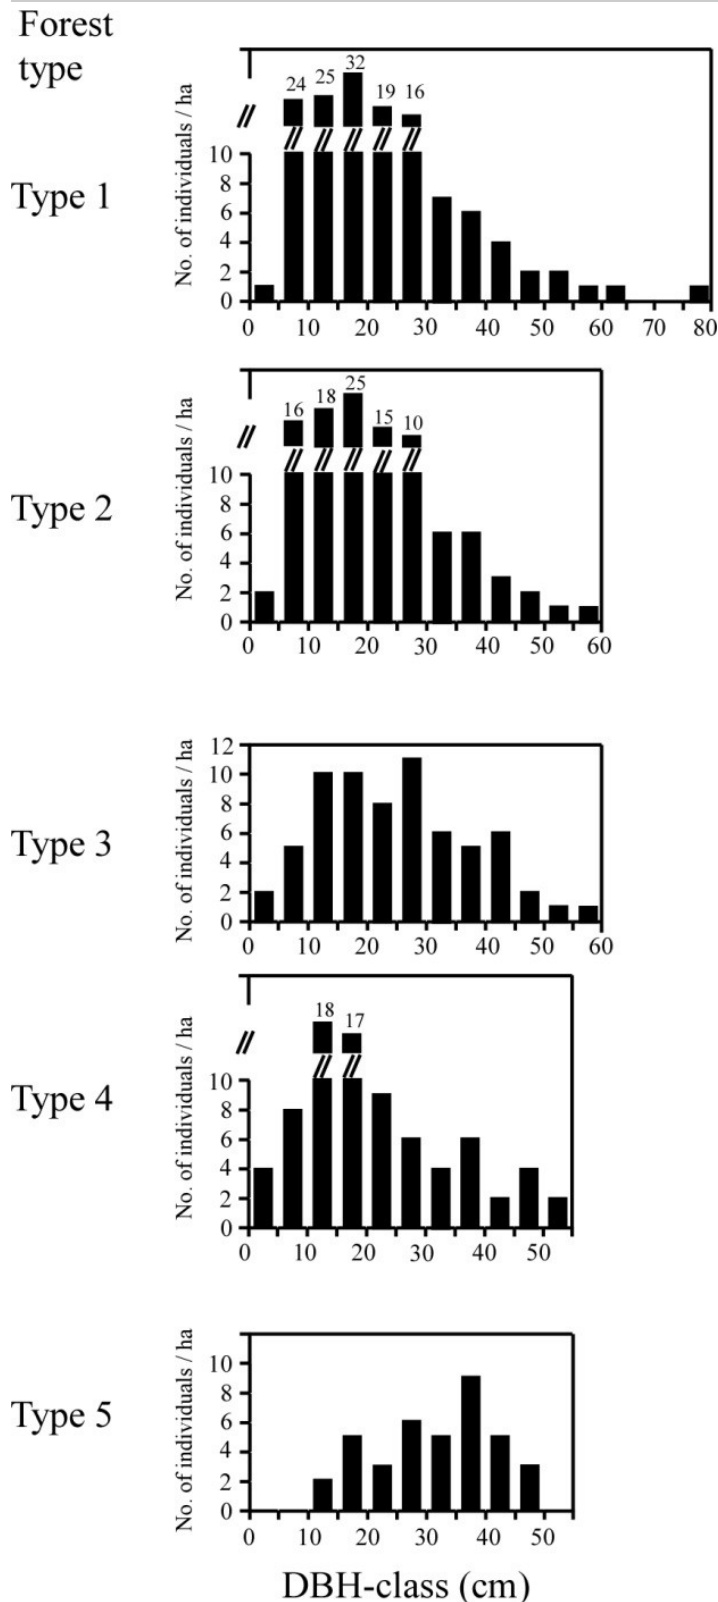 Forest
type
Type 1
No. of individuals / ha
24 25 32 19 16
10
8
6
4
2
0
0 10 20 30 40 50 60 70 80
Type 2
No. of individuals / ha
16 18 25 15 10
10
8
6
4
2
0
0 10 20 30 40 60
Type 3
No. of individuals / ha
12
10
8
6
4
2
0
0 10 20 30 40 60
Type 4
No. of individuals / ha
18 17
10
8
6
4
2
0
0 10 20 30 40 50
Type 5
No. of individuals / ha
10
8
6
4
2
0
0 10 20 30 40 50
DBH-class (cm)